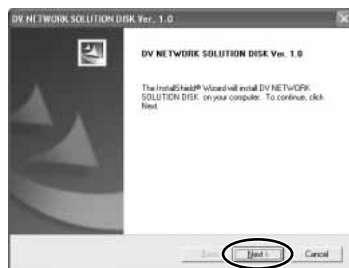 DV NETWORK SOLUTION DISK Ver. 1.0
DV NETWORK SOLUTION DISK Ver. 1.0
The InstallShield® Wizard will install DV NETWORK
SOLUTION DISK on your computer. To continue, click
Next.
Next >
Cancel